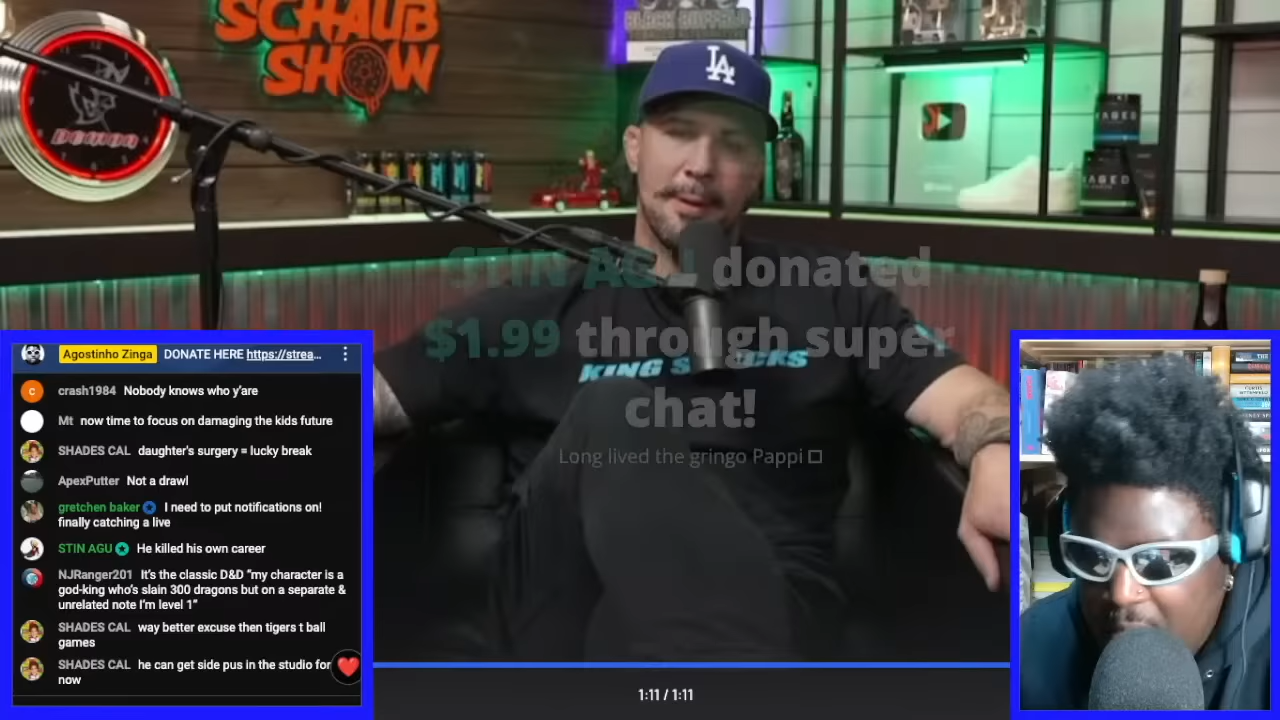 SCHAUB
SHOW
DEMON
LA
RAGED
STIN AGU donated
$1.99 through super
chat!
Long lived the gringo Pappi
Agostinho Zinga DONATE HERE https://strea...
crash1984 Nobody knows who y'are
Mt now time to focus on damaging the kids future
SHADES CAL daughter's surgery = lucky break
ApexPutter Not a drawl
gretchen baker I need to put notifications on!
finally catching a live
STIN AGU He killed his own career
NJRanger201 It's the classic D&D "my character is a
god-king who's slain 300 dragons but on a separate &
unrelated note I'm level 1"
SHADES CAL way better excuse then tigers t ball
games
SHADES CAL he can get side pus in the studio for
now
1:11 / 1:11